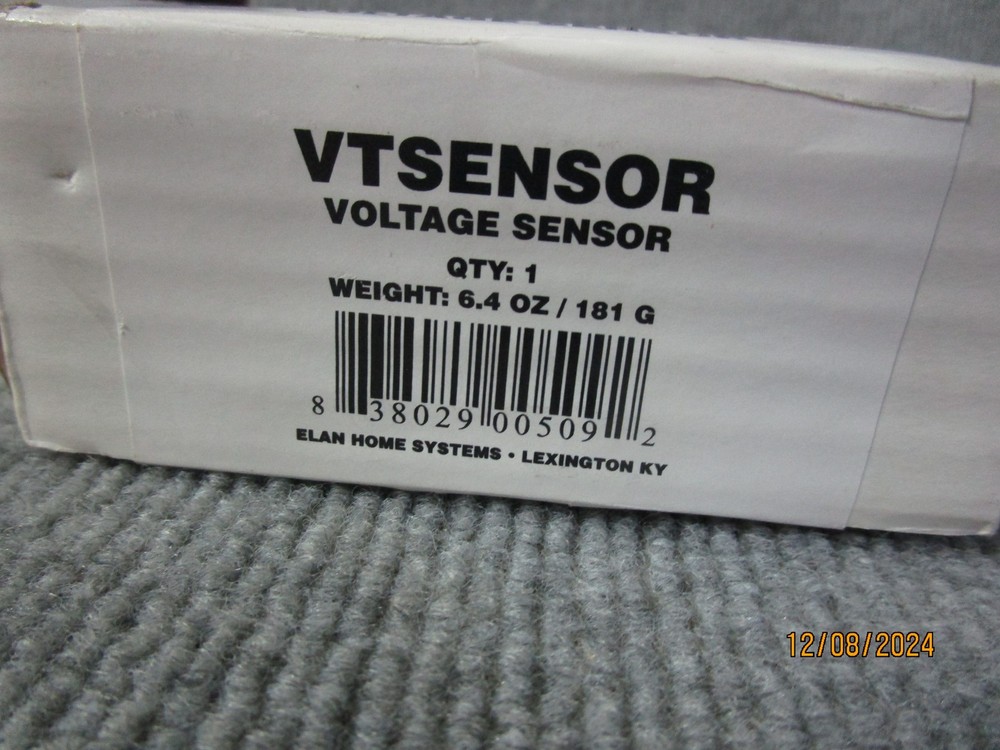 VTSENSOR
VOLTAGE SENSOR
QTY: 1
WEIGHT: 6.4 OZ / 181 G
8 38029 00509 2
ELAN HOME SYSTEMS • LEXINGTON KY
12/08/2024